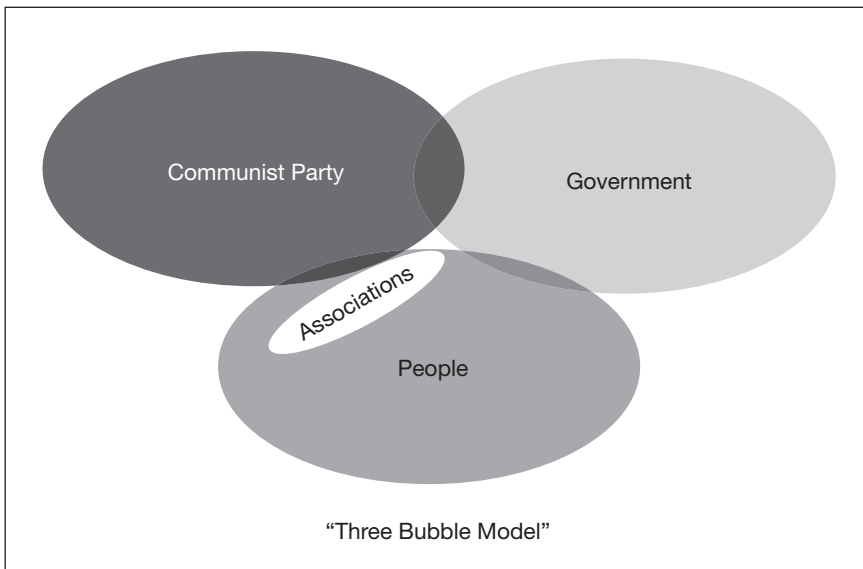 Communist Party
Government
Associations
People
“Three Bubble Model”